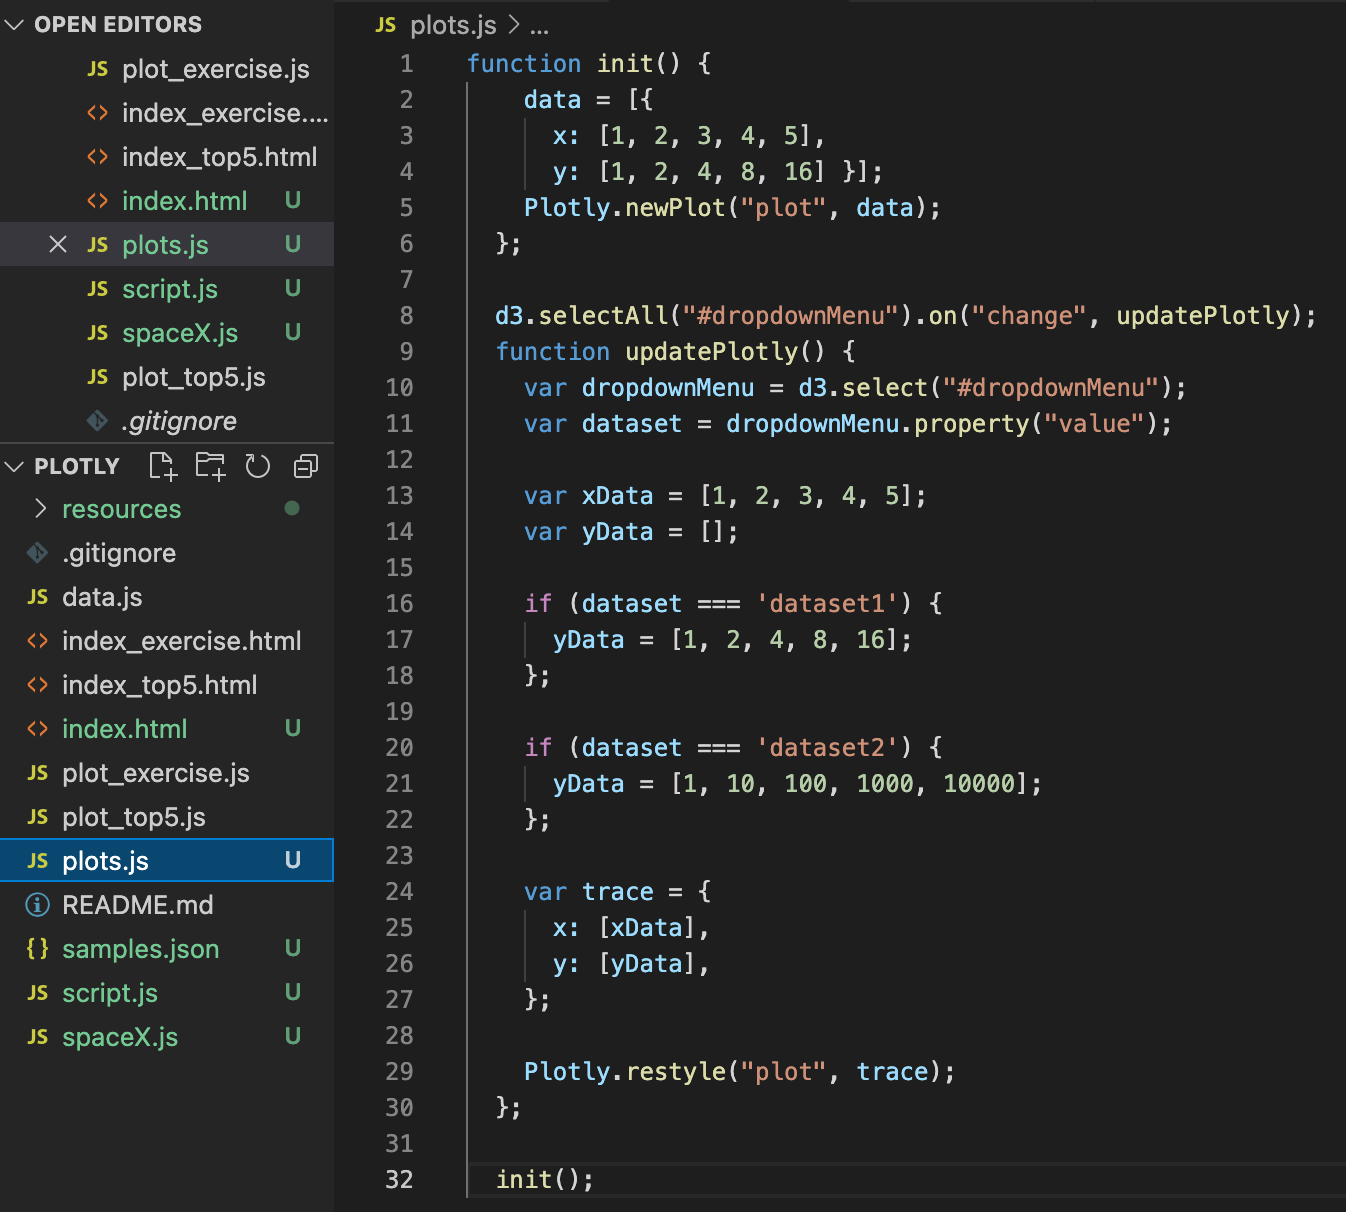 OPEN EDITORS
JS plot_exercise.js
<> index_exercise....
<> index_top5.html
<> index.html U
JS plots.js U
JS script.js U
JS spaceX.js U
JS plot_top5.js
.gitignore
PLOTLY
resources
.gitignore
JS data.js
<> index_exercise.html
<> index_top5.html
<> index.html U
JS plot_exercise.js
JS plot_top5.js
JS plots.js U
README.md
{} samples.json U
JS script.js U
JS spaceX.js U
JS plots.js > ...
1 function init() {
2     data = [{
3       x: [1, 2, 3, 4, 5],
4       y: [1, 2, 4, 8, 16] }];
5     Plotly.newPlot("plot", data);
6   };
7
8   d3.selectAll("#dropdownMenu").on("change", updatePlotly);
9   function updatePlotly() {
10     var dropdownMenu = d3.select("#dropdownMenu");
11     var dataset = dropdownMenu.property("value");
12
13     var xData = [1, 2, 3, 4, 5];
14     var yData = [];
15
16     if (dataset === 'dataset1') {
17       yData = [1, 2, 4, 8, 16];
18     };
19
20     if (dataset === 'dataset2') {
21       yData = [1, 10, 100, 1000, 10000];
22     };
23
24     var trace = {
25       x: [xData],
26       y: [yData],
27     };
28
29     Plotly.restyle("plot", trace);
30   };
31
32   init();